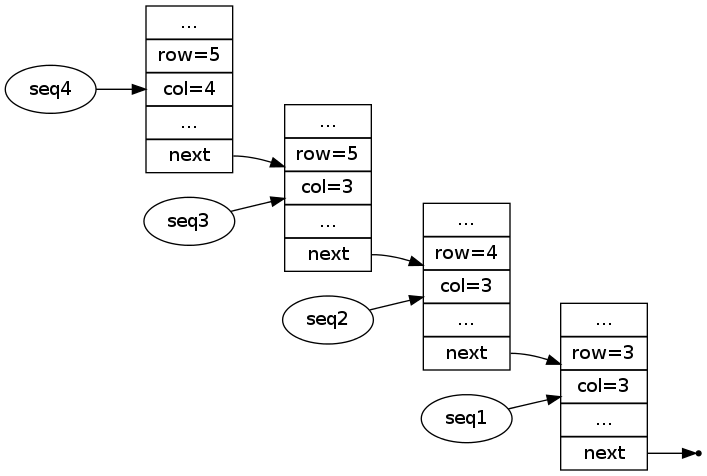 ...
row=5
seq4
col=4
...
next
...
row=5
col=3
seq3
...
next
...
row=4
col=3
seq2
...
next
...
row=3
col=3
seq1
...
next